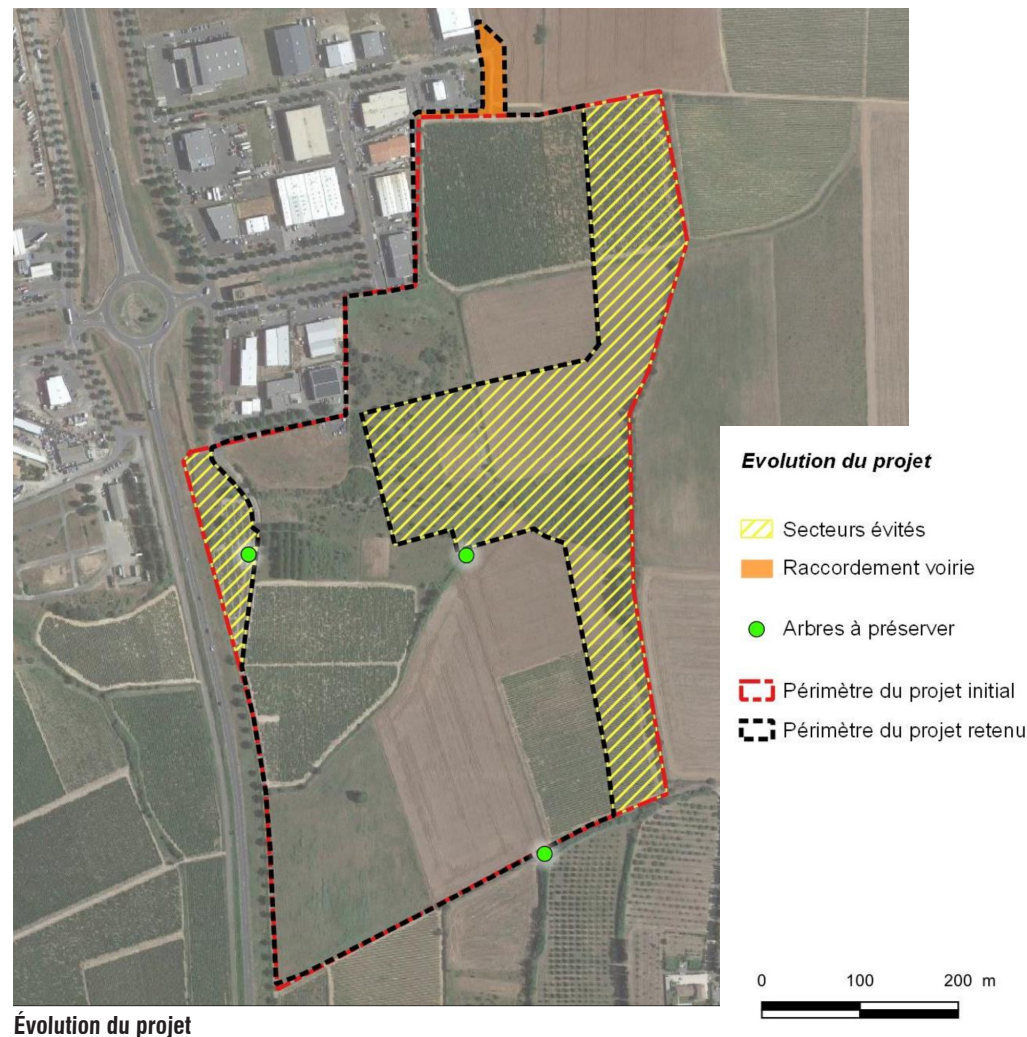 Evolution du projet
Secteurs évités
Raccordement voirie
Arbres à préserver
Périmètre du projet initial
Périmètre du projet retenu
0 100 200 m
Évolution du projet